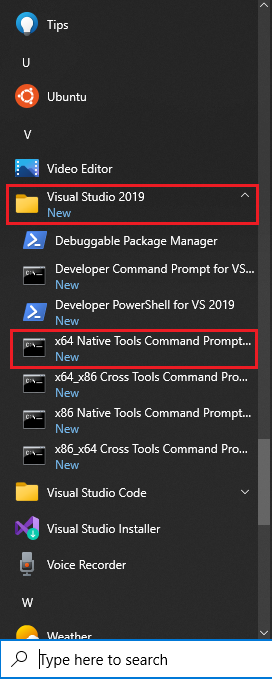 Tips
U
Ubuntu
V
Video Editor
Visual Studio 2019
New
Debuggable Package Manager
Developer Command Prompt for VS...
New
Developer PowerShell for VS 2019
New
x64 Native Tools Command Prompt...
New
x64_x86 Cross Tools Command Pro...
New
x86 Native Tools Command Prompt...
New
x86_x64 Cross Tools Command Pro...
New
Visual Studio Code
Visual Studio Installer
Voice Recorder
W
Weather
Type here to search